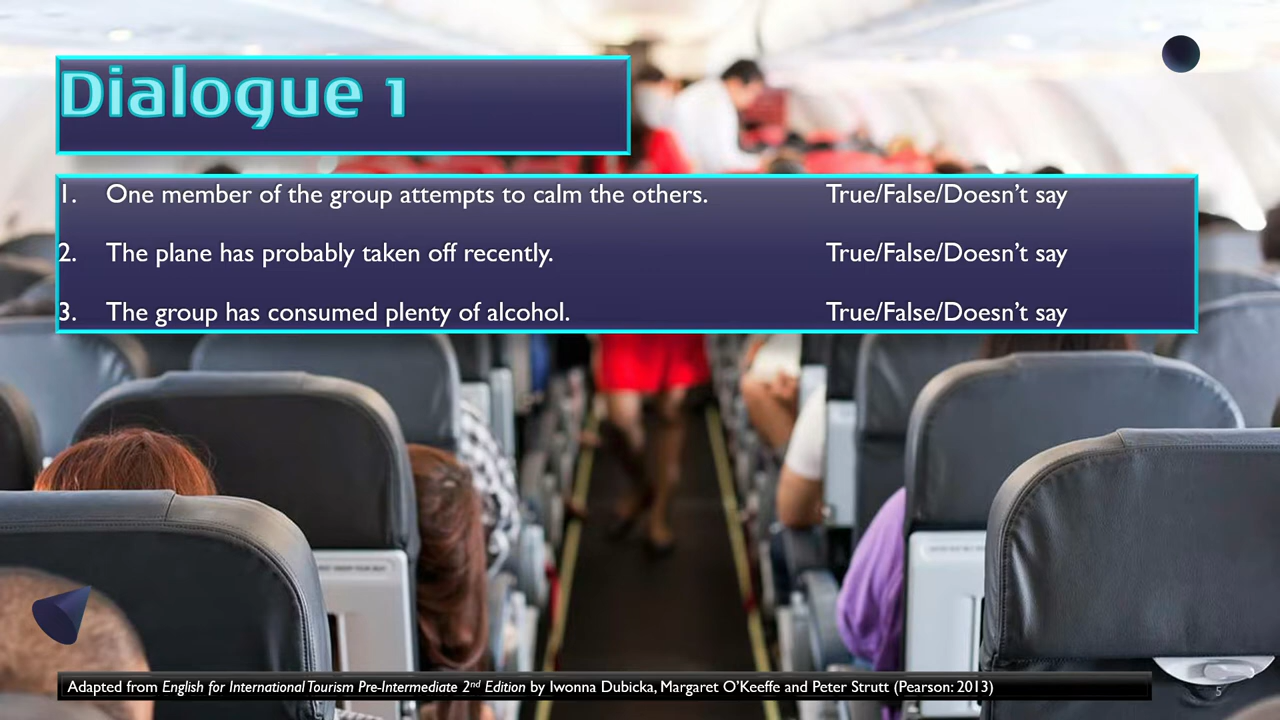 Dialogue 1
1. One member of the group attempts to calm the others. True/False/Doesn’t say
2. The plane has probably taken off recently. True/False/Doesn’t say
3. The group has consumed plenty of alcohol. True/False/Doesn’t say
Adapted from English for International Tourism Pre-Intermediate 2nd Edition by Iwonna Dubicka, Margaret O’Keeffe and Peter Strutt (Pearson: 2013)
5